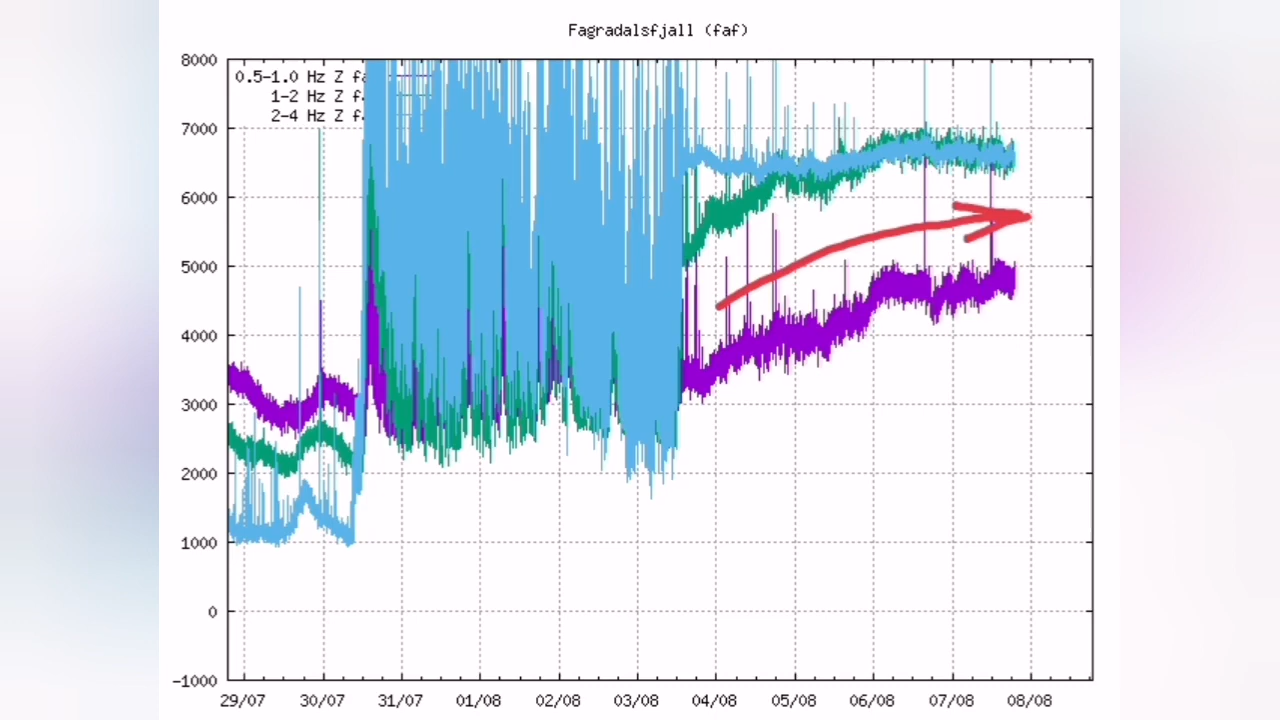 Fagradalsfjall (faf)
8000
0.5-1.0 Hz Z fa
1-2 Hz Z f
2-4 Hz Z f
7000
6000
5000
4000
3000
2000
1000
0
-1000
29/07 30/07 31/07 01/08 02/08 03/08 04/08 05/08 06/08 07/08 08/08